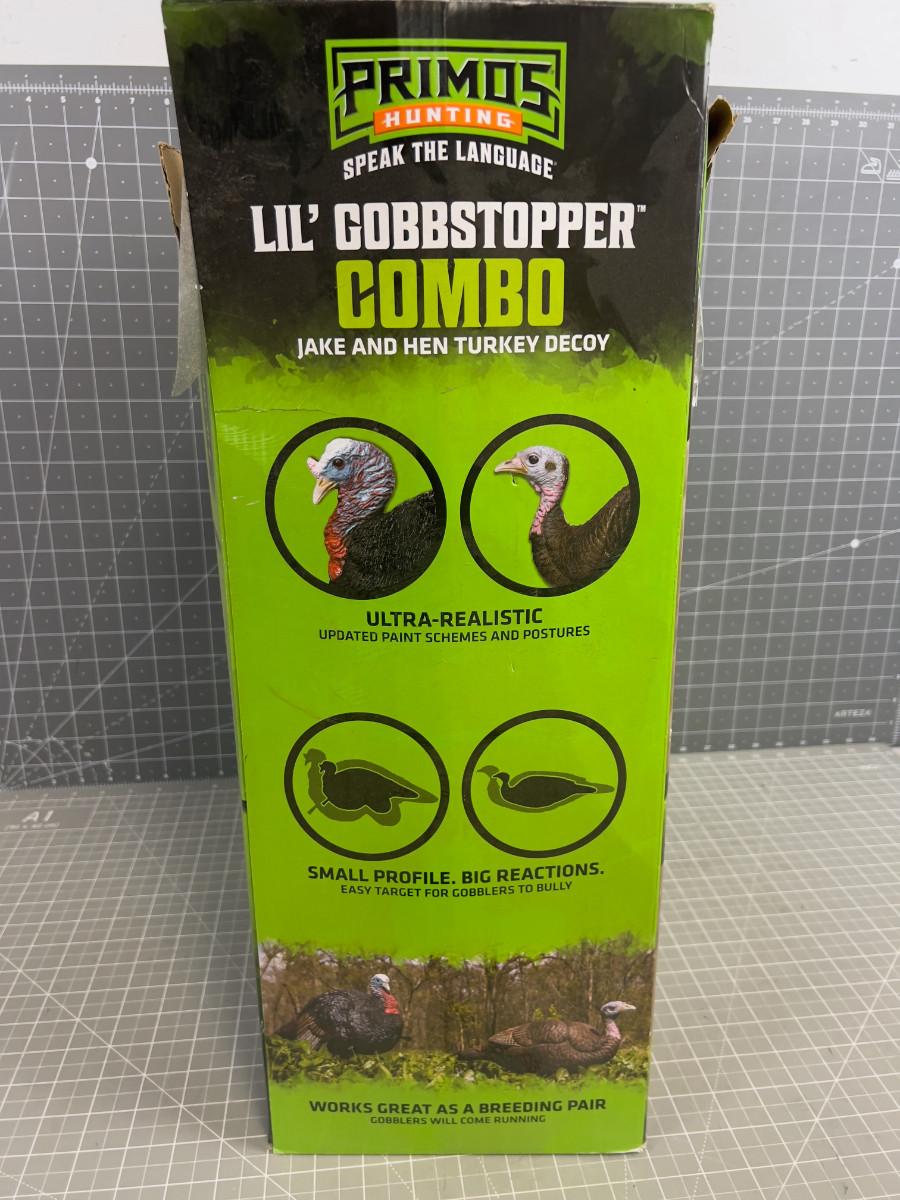 PRIMOS
HUNTING
SPEAK THE LANGUAGE
LIL' GOBBSTOPPER™
COMBO
JAKE AND HEN TURKEY DECOY
ULTRA-REALISTIC
UPDATED PAINT SCHEMES AND POSTURES
SMALL PROFILE. BIG REACTIONS.
EASY TARGET FOR GOBBLERS TO BULLY
WORKS GREAT AS A BREEDING PAIR
GOBBLERS WILL COME RUNNING
ARTEZA
A1